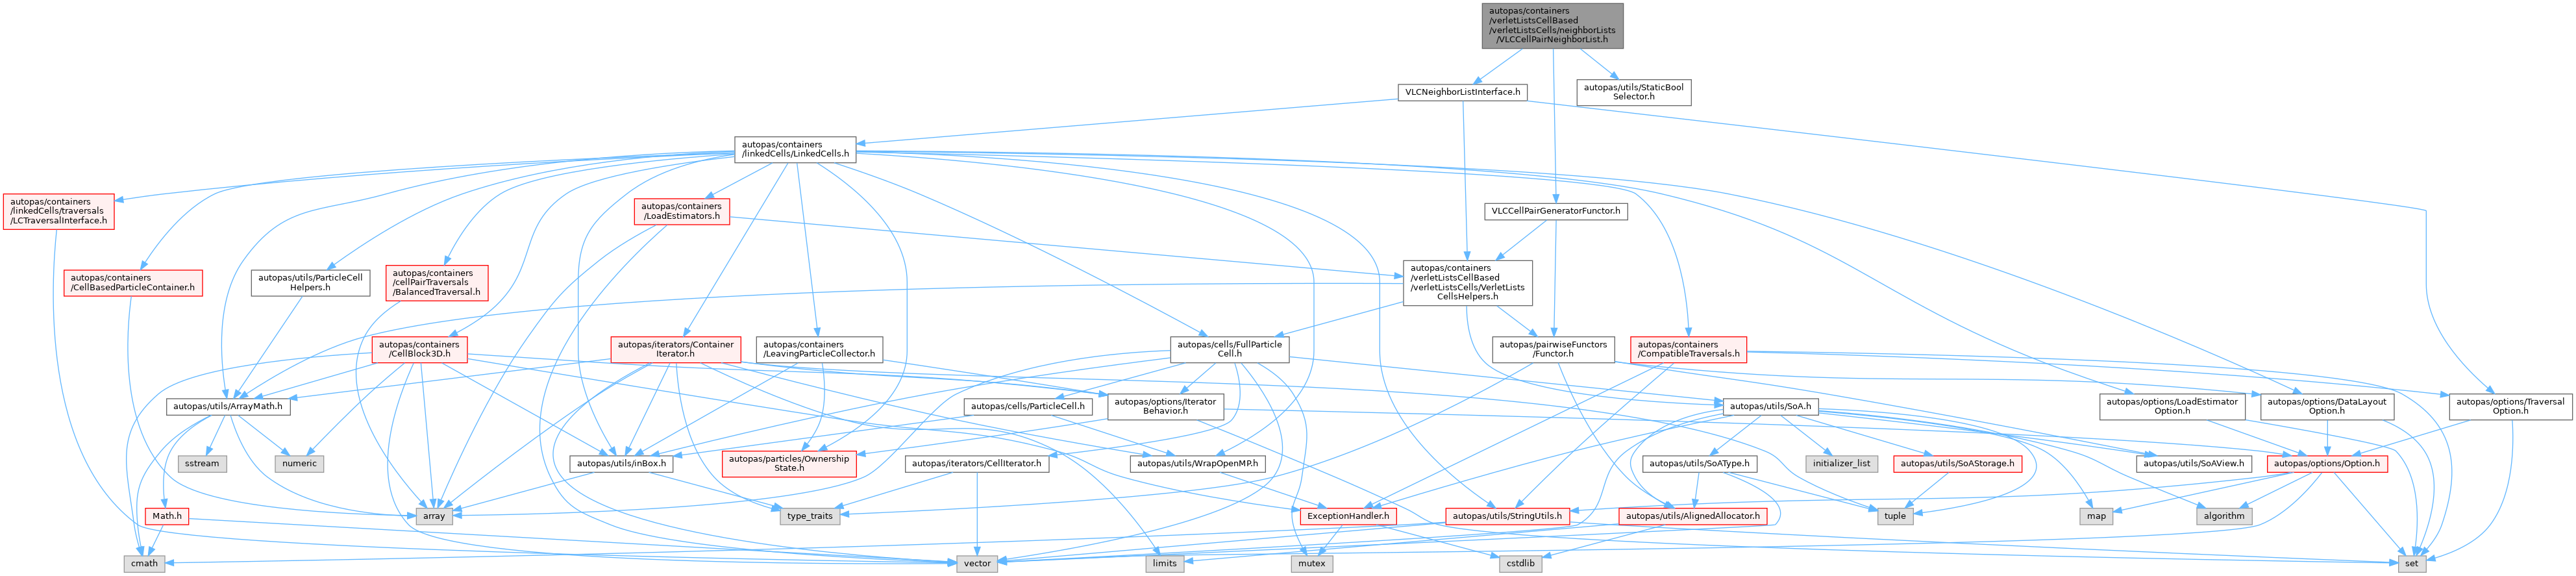 autopas/containers
/verletListsCellBased
/verletListsCells/neighborLists
/VLCCellPairNeighborList.h
VLCNeighborListInterface.h
autopas/utils/StaticBool
Selector.h
autopas/containers
/linkedCells/LinkedCells.h
autopas/containers
/linkedCells/traversals
/LCTraversalInterface.h
autopas/containers
/LoadEstimators.h
VLCCellPairGeneratorFunctor.h
autopas/containers
/CellBasedParticleContainer.h
autopas/utils/ParticleCell
Helpers.h
autopas/containers
/cellPairTraversals
/BalancedTraversal.h
autopas/containers
/verletListsCellBased
/verletListsCells/VerletLists
CellsHelpers.h
autopas/containers
/CellBlock3D.h
autopas/iterators/Container
Iterator.h
autopas/containers
/LeavingParticleCollector.h
autopas/cells/FullParticle
Cell.h
autopas/pairwiseFunctors
/Functor.h
autopas/containers
/CompatibleTraversals.h
autopas/utils/ArrayMath.h
autopas/cells/ParticleCell.h
autopas/options/Iterator
Behavior.h
autopas/utils/SoA.h
autopas/options/LoadEstimator
Option.h
autopas/options/DataLayout
Option.h
autopas/options/Traversal
Option.h
sstream
numeric
autopas/utils/inBox.h
autopas/particles/Ownership
State.h
autopas/iterators/CellIterator.h
autopas/utils/WrapOpenMP.h
autopas/utils/SoAType.h
initializer_list
autopas/utils/SoAStorage.h
autopas/utils/SoAView.h
autopas/options/Option.h
Math.h
array
type_traits
ExceptionHandler.h
autopas/utils/StringUtils.h
autopas/utils/AlignedAllocator.h
tuple
map
algorithm
cmath
vector
limits
mutex
cstdlib
set